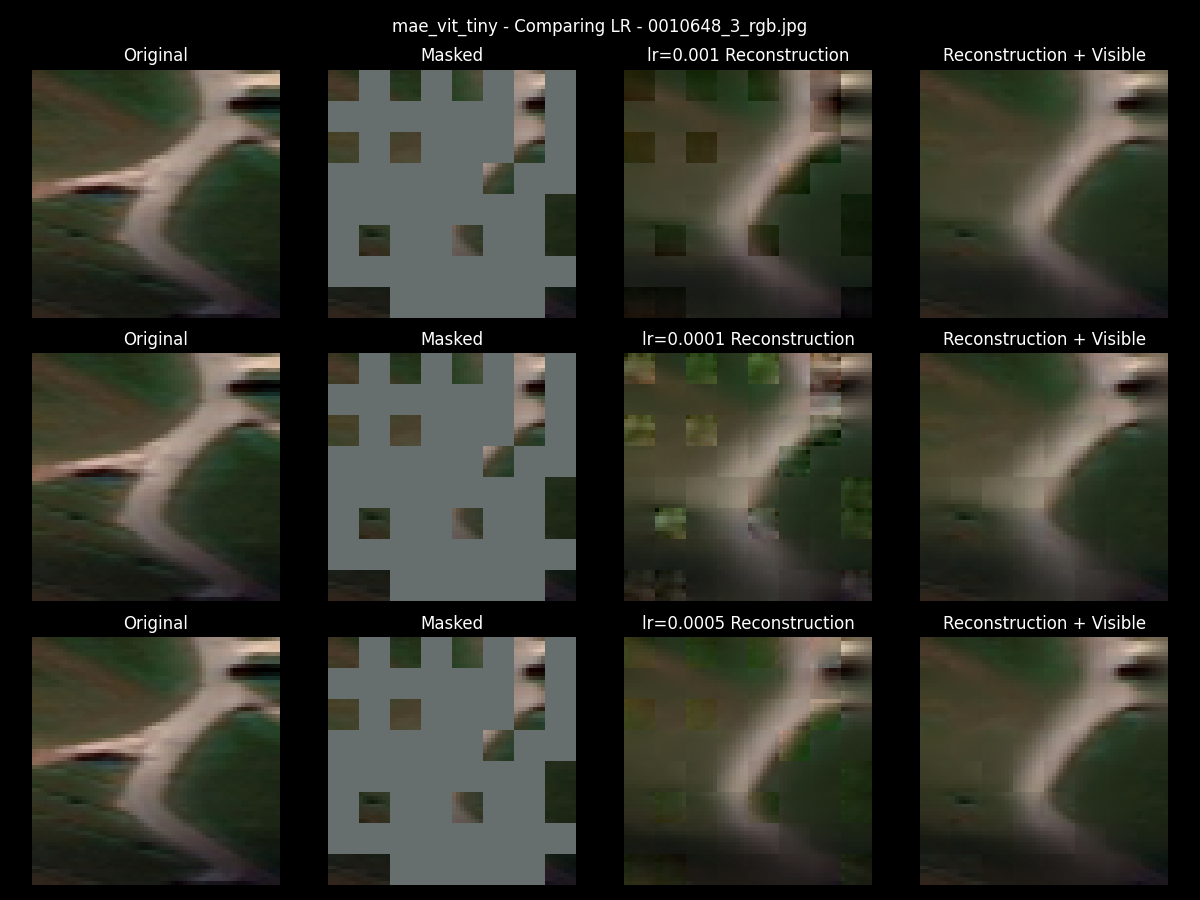 mae_vit_tiny - Comparing LR - 0010648_3_rgb.jpg
Original Masked lr=0.001 Reconstruction Reconstruction + Visible
Original Masked lr=0.0001 Reconstruction Reconstruction + Visible
Original Masked lr=0.0005 Reconstruction Reconstruction + Visible